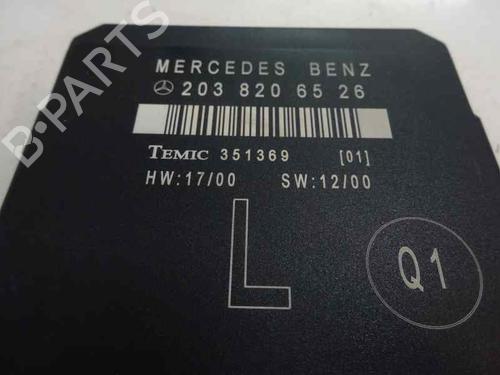 MERCEDES BENZ
203 820 65 26
TEMIC 351369 [01]
HW:17/00 SW:12/00
L
Q1
B-PARTS